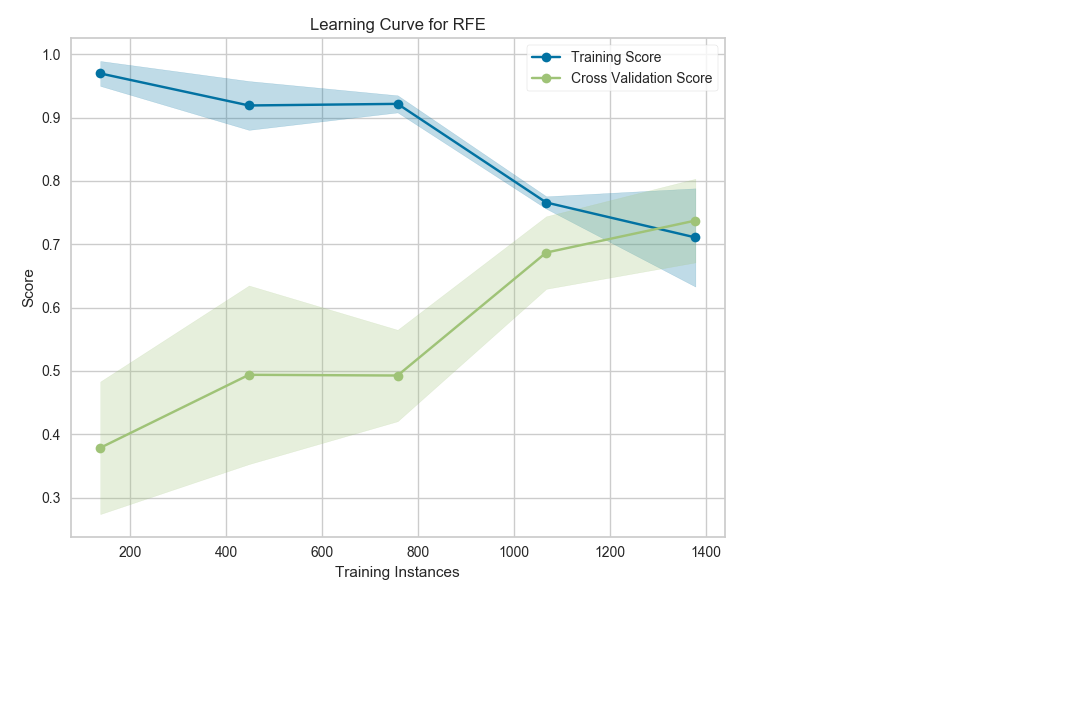 Learning Curve for RFE
Training Score
Cross Validation Score
1.0
0.9
0.8
0.7
0.6
0.5
0.4
0.3
Score
200 400 600 800 1000 1200 1400
Training Instances